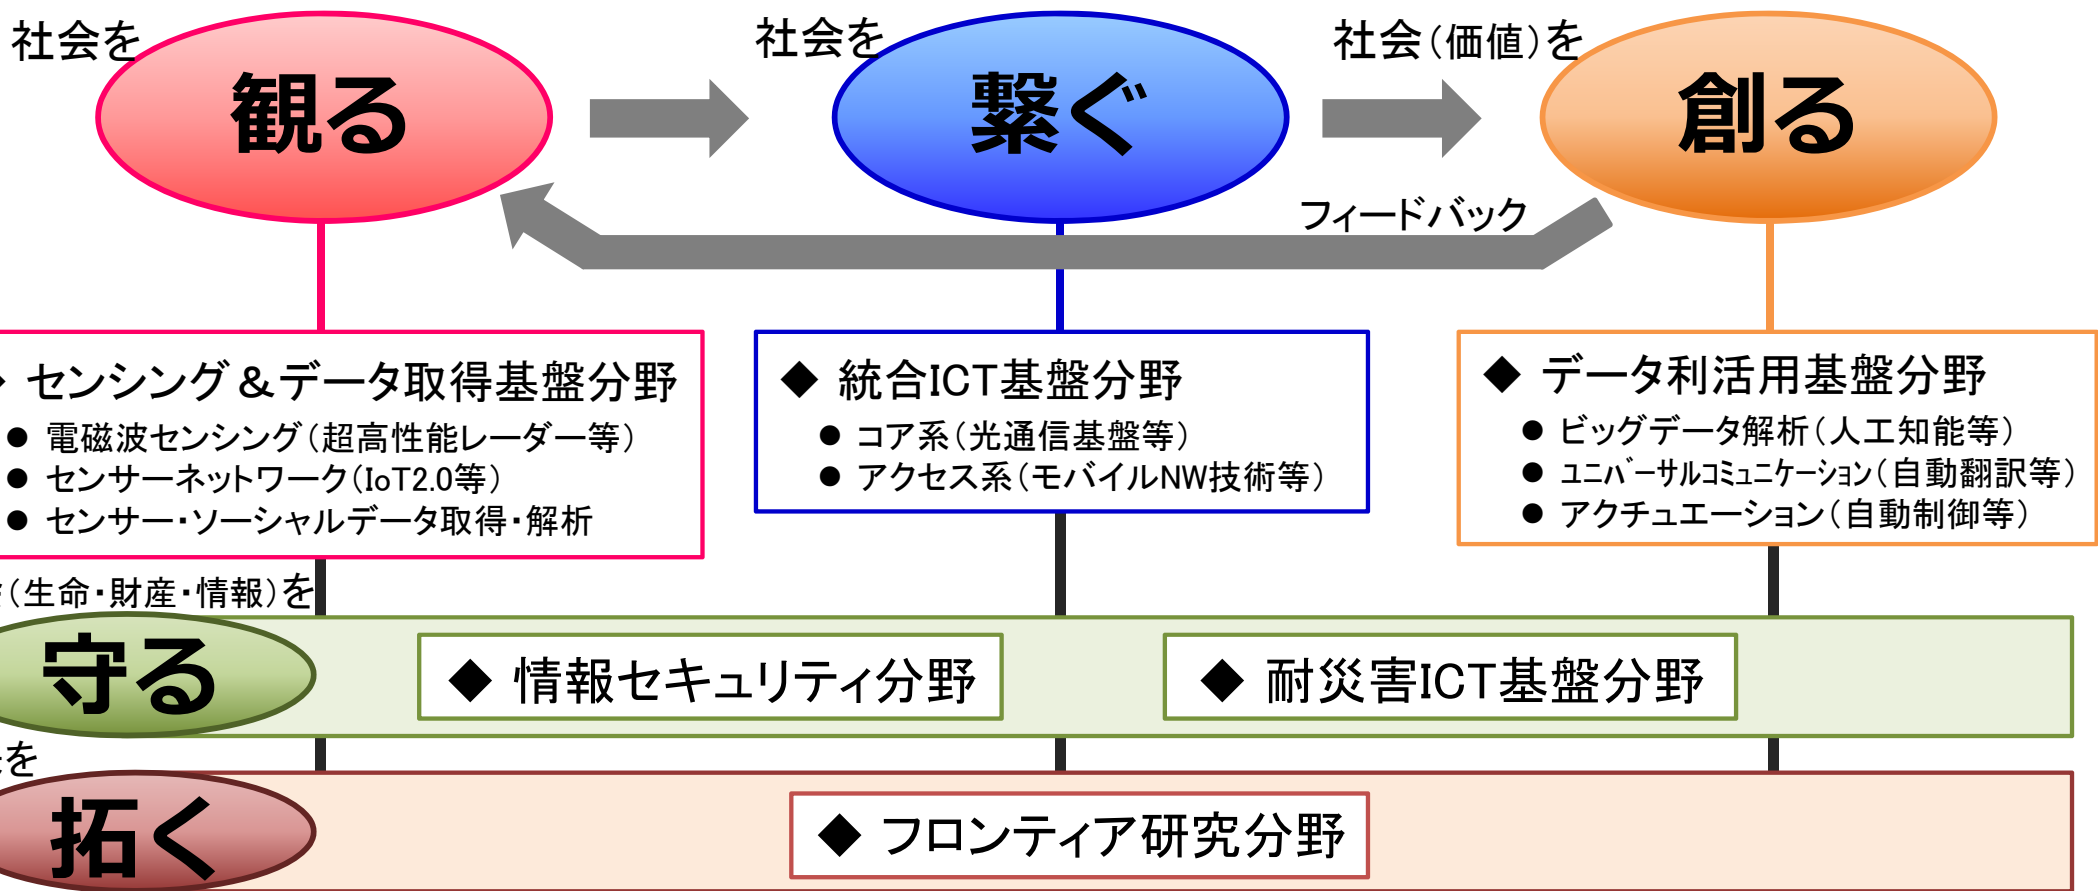 社会を
観る
社会を
繋ぐ
社会(価値)を
創る
フィードバック
◆ センシング&データ取得基盤分野
● 電磁波センシング(超高性能レーダー等)
● センサーネットワーク(IoT2.0等)
● センサー・ソーシャルデータ取得・解析
◆ 統合ICT基盤分野
● コア系(光通信基盤等)
● アクセス系(モバイルNW技術等)
◆ データ利活用基盤分野
● ビッグデータ解析(人工知能等)
● ユニバーサルコミュニケーション(自動翻訳等)
● アクチュエーション(自動制御等)
(生命・財産・情報)を
守る
◆ 情報セキュリティ分野
◆ 耐災害ICT基盤分野
を
拓く
◆ フロンティア研究分野